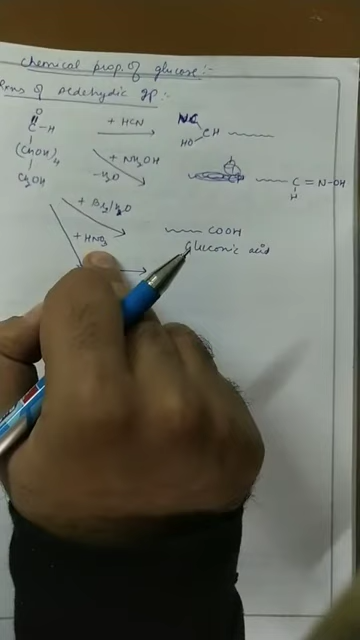 chemical prop. of glucose :-
Rxns of aldehydic gp. :-
O
C-H
(CHOH)4
CH2OH
+ HCN
NC
CH
HO
+ NH2OH
-H2O
C = N-OH
H
+ Br2/H2O
COOH
Gluconic acid
+ HNO3